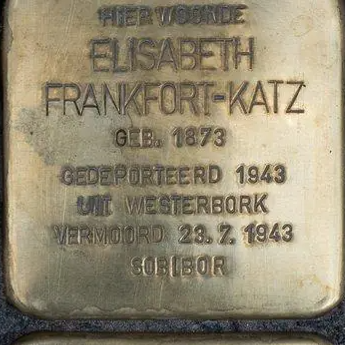 HIER WOONDE
ELISABETH
FRANKFORT-KATZ
GEB. 1873
GEDEPORTEERD 1943
UIT WESTERBORK
VERMOORD 23.7.1943
SOBIBOR